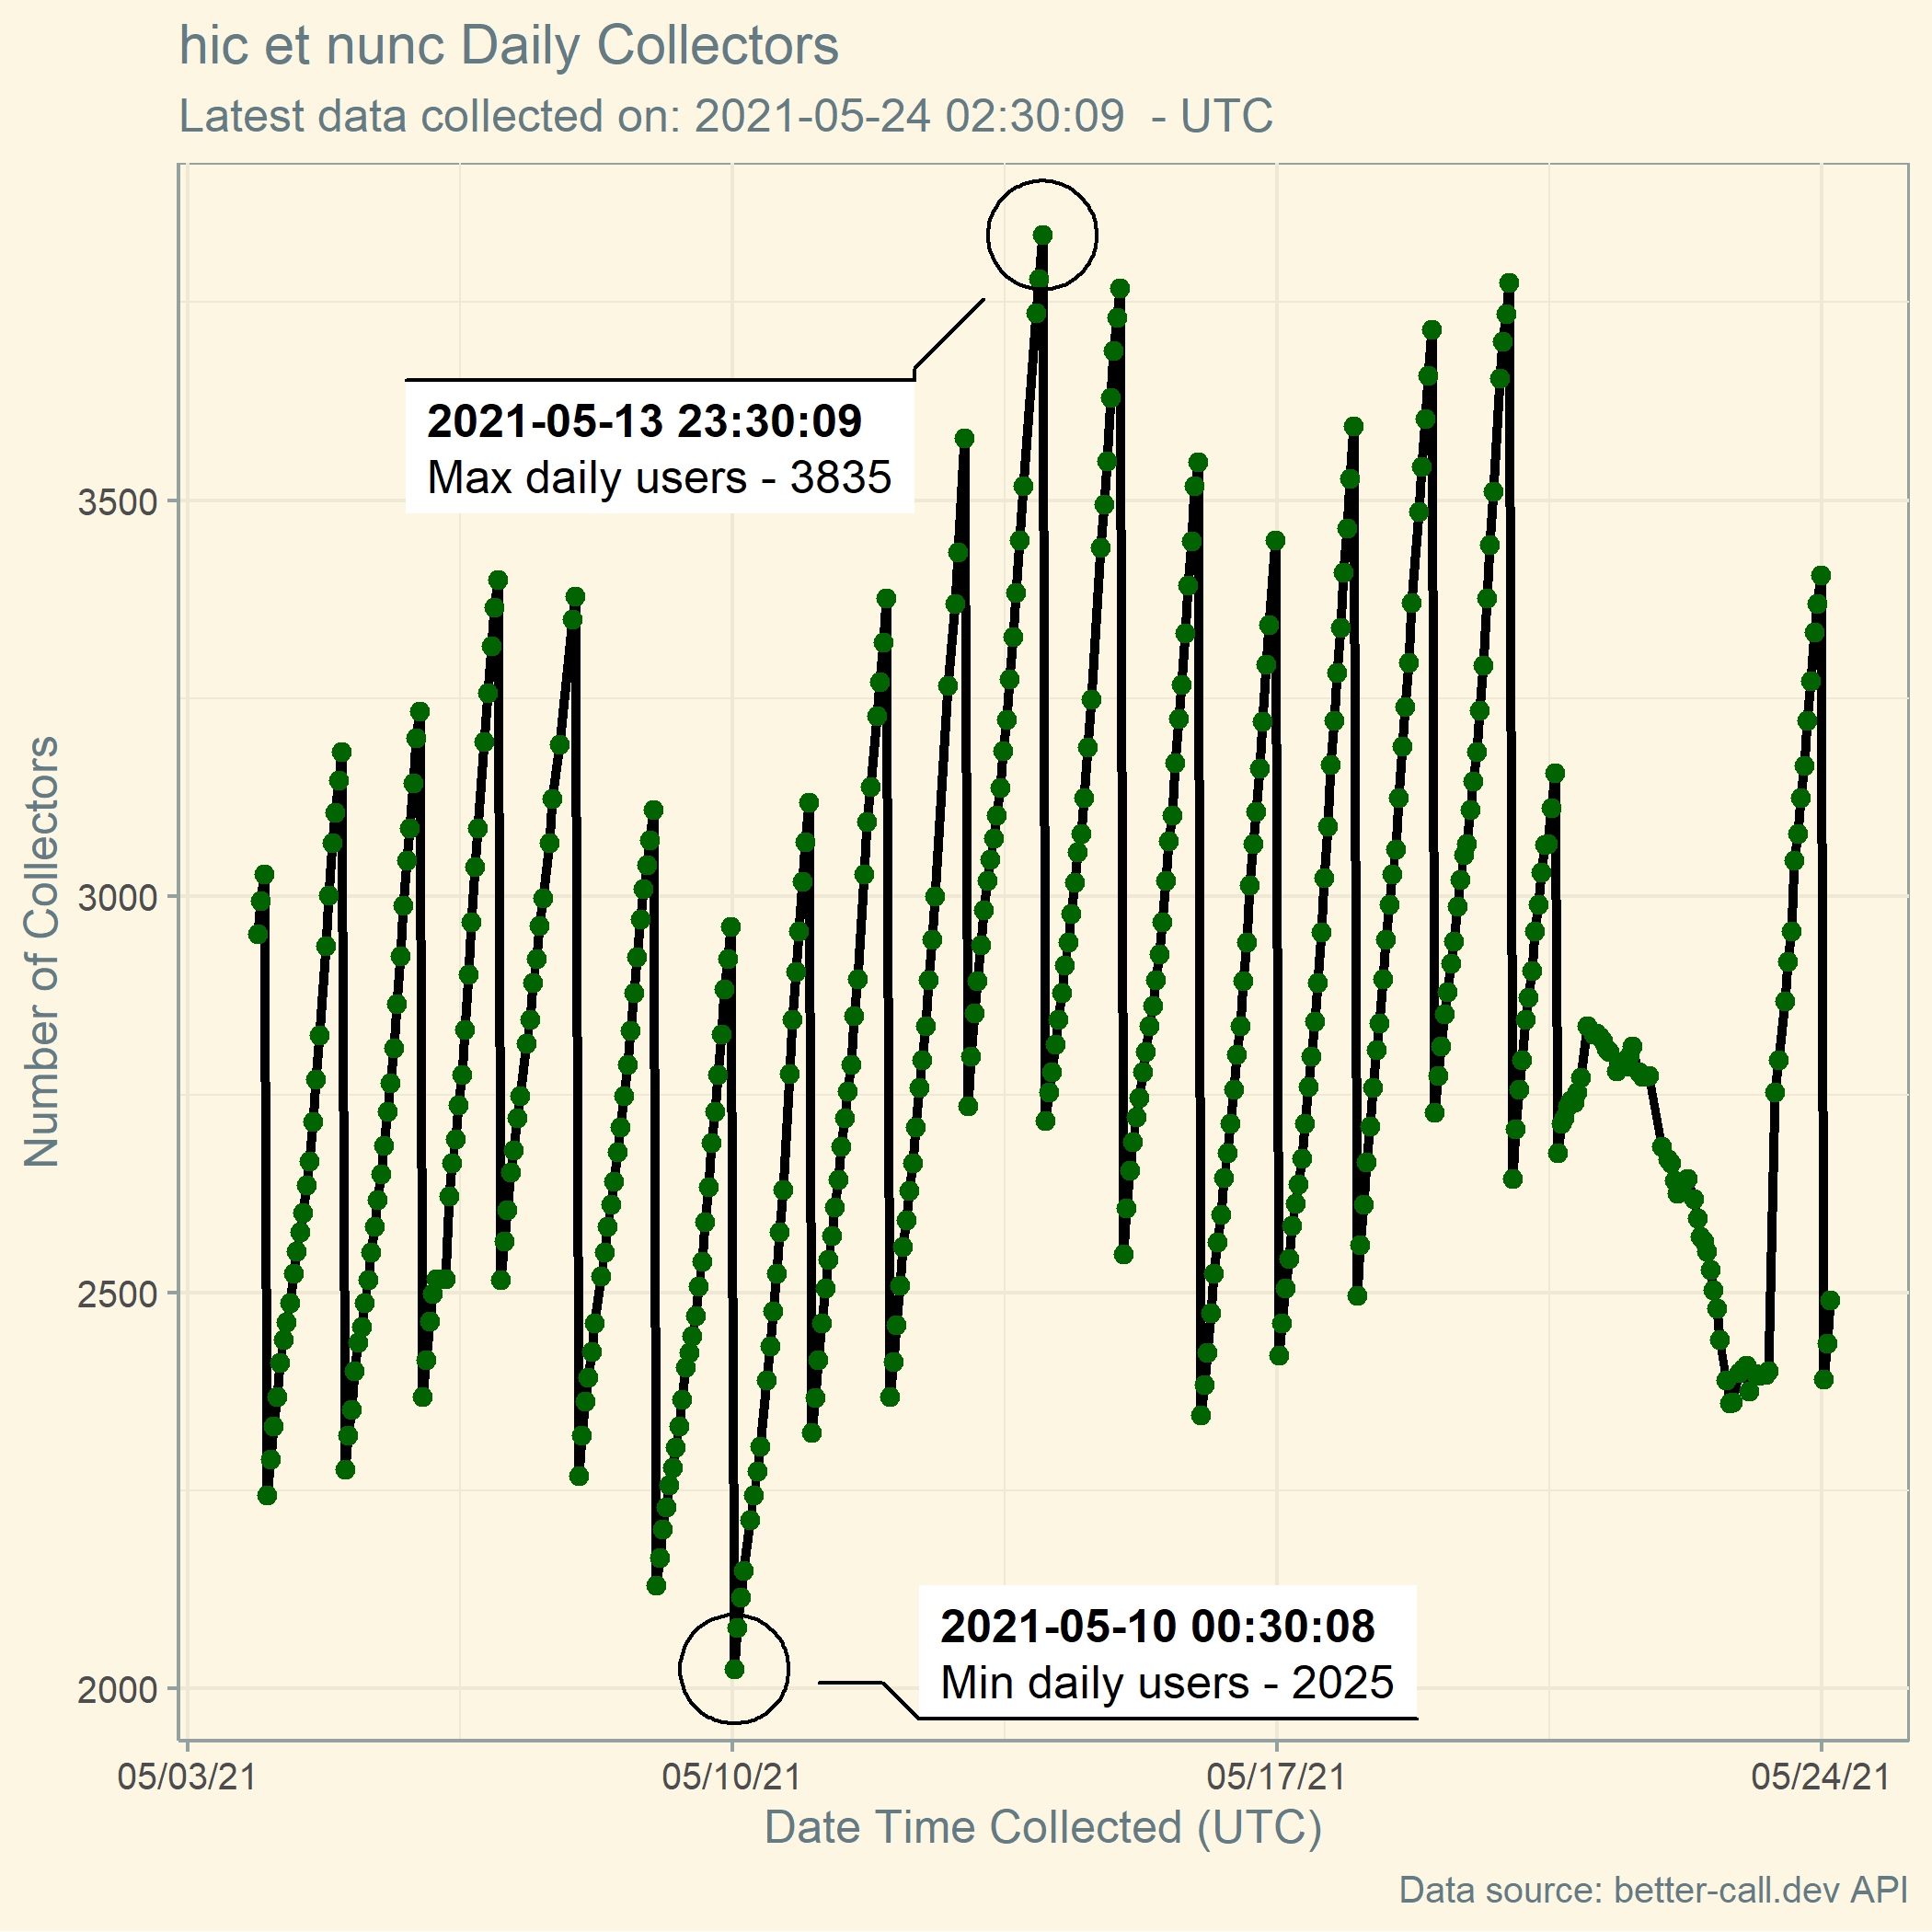 hic et nunc Daily Collectors
Latest data collected on: 2021-05-24 02:30:09  - UTC
Number of Collectors
3500
3000
2500
2000
2021-05-13 23:30:09
Max daily users - 3835
2021-05-10 00:30:08
Min daily users - 2025
05/03/21
05/10/21
05/17/21
05/24/21
Date Time Collected (UTC)
Data source: better-call.dev API